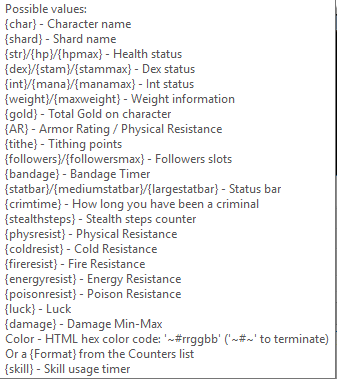 Possible values:
{char} - Character name
{shard} - Shard name
{str}/{hp}/{hpmax} - Health status
{dex}/{stam}/{stammax} - Dex status
{int}/{mana}/{manamax} - Int status
{weight}/{maxweight} - Weight information
{gold} - Total Gold on character
{AR} - Armor Rating / Physical Resistance
{tithe} - Tithing points
{followers}/{followersmax} - Followers slots
{bandage} - Bandage Timer
{statbar}/{mediumstatbar}/{largestatbar} - Status bar
{crimtime} - How long you have been a criminal
{stealthsteps} - Stealth steps counter
{physresist} - Physical Resistance
{coldresist} - Cold Resistance
{fireresist} - Fire Resistance
{energyresist} - Energy Resistance
{poisonresist} - Poison Resistance
{luck} - Luck
{damage} - Damage Min-Max
Color - HTML hex color code: '~#rrggbb' ('~#~' to terminate)
Or a {Format} from the Counters list
{skill} - Skill usage timer